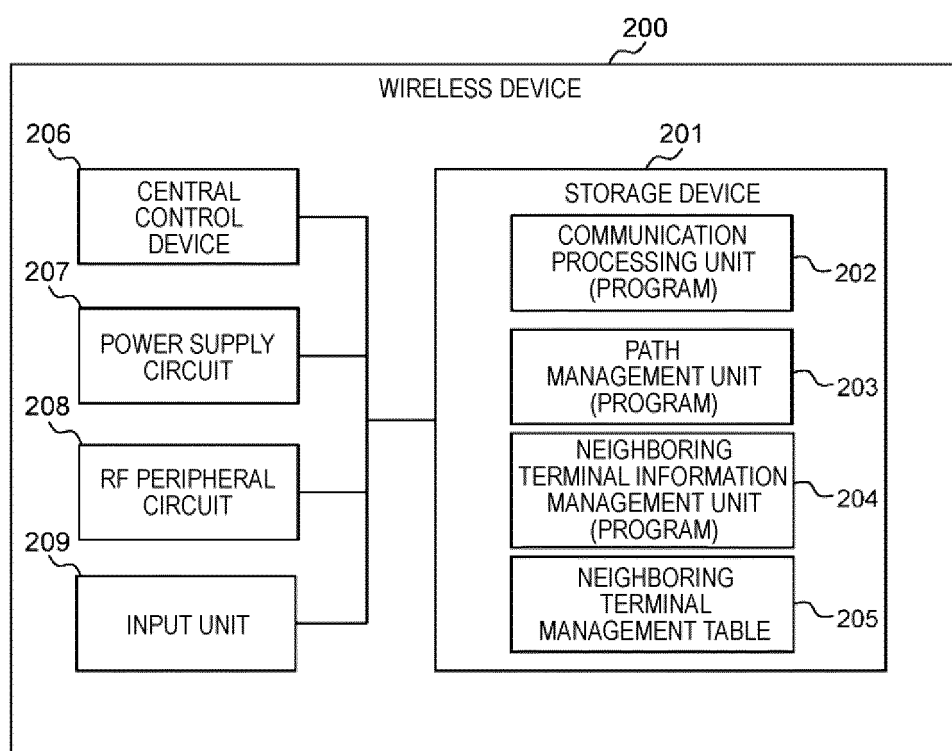 200
WIRELESS DEVICE
206
CENTRAL
CONTROL
DEVICE
207
POWER SUPPLY
CIRCUIT
208
RF PERIPHERAL
CIRCUIT
209
INPUT UNIT
201
STORAGE DEVICE
COMMUNICATION
PROCESSING UNIT
(PROGRAM)
202
PATH
MANAGEMENT UNIT
(PROGRAM)
203
NEIGHBORING
TERMINAL INFORMATION
MANAGEMENT UNIT
(PROGRAM)
204
NEIGHBORING
TERMINAL
MANAGEMENT TABLE
205